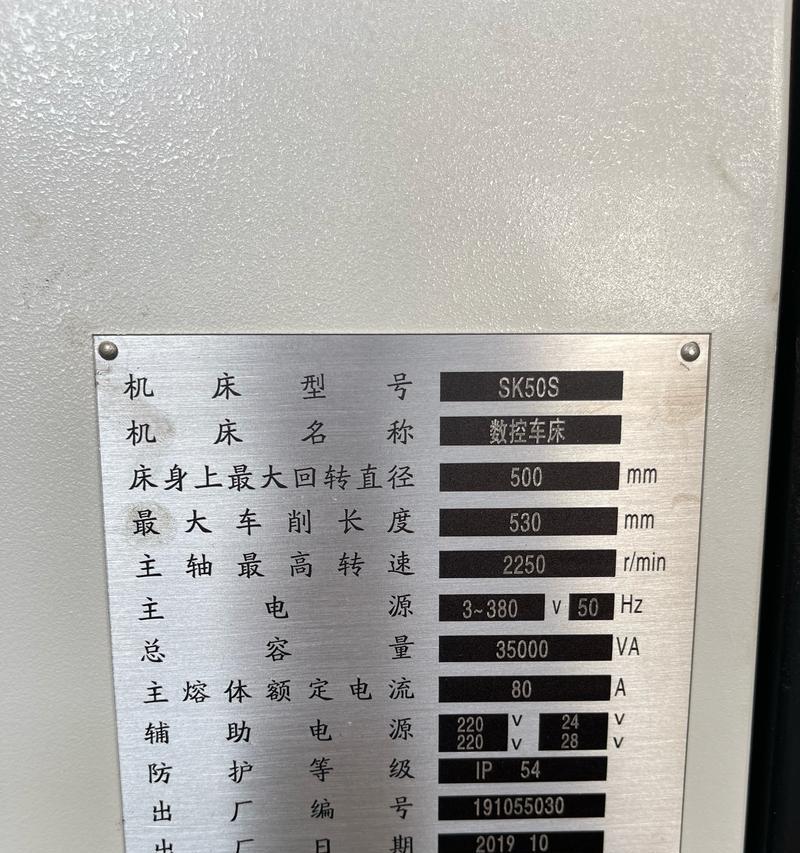 机床型号 SK50S
机床名称 数控车床
床身上最大回转直径 500 mm
最大车削长度 530 mm
主轴最高转速 2250 r/min
主电源 3~380 V 50 Hz
总容量 35000 VA
主熔体额定电流 80 A
辅助电源 220 V 24 V
220 V 28 V
防护等级 IP 54
出厂编号 191055030
出厂日期 2019 10